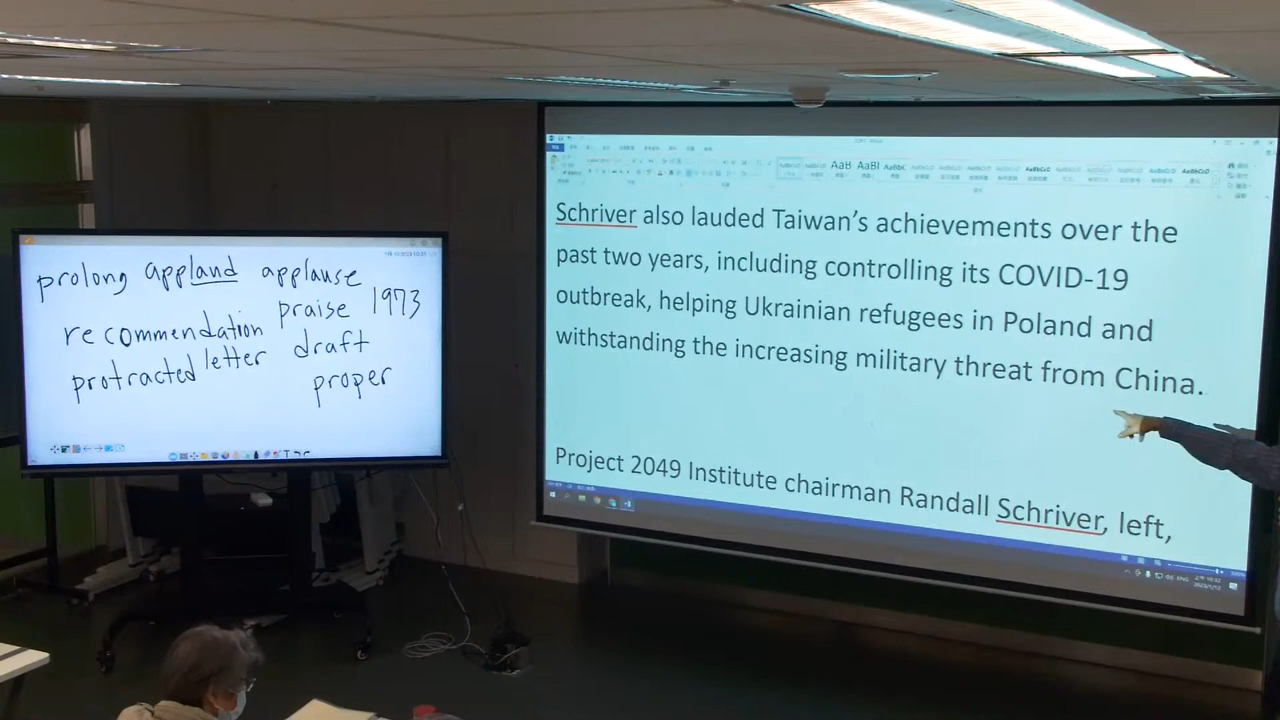 prolong appland applause
praise 1973
recommendation
letter draft
protracted
proper
Schriver also lauded Taiwan’s achievements over the
past two years, including controlling its COVID-19
outbreak, helping Ukrainian refugees in Poland and
withstanding the increasing military threat from China.
Project 2049 Institute chairman Randall Schriver, left,